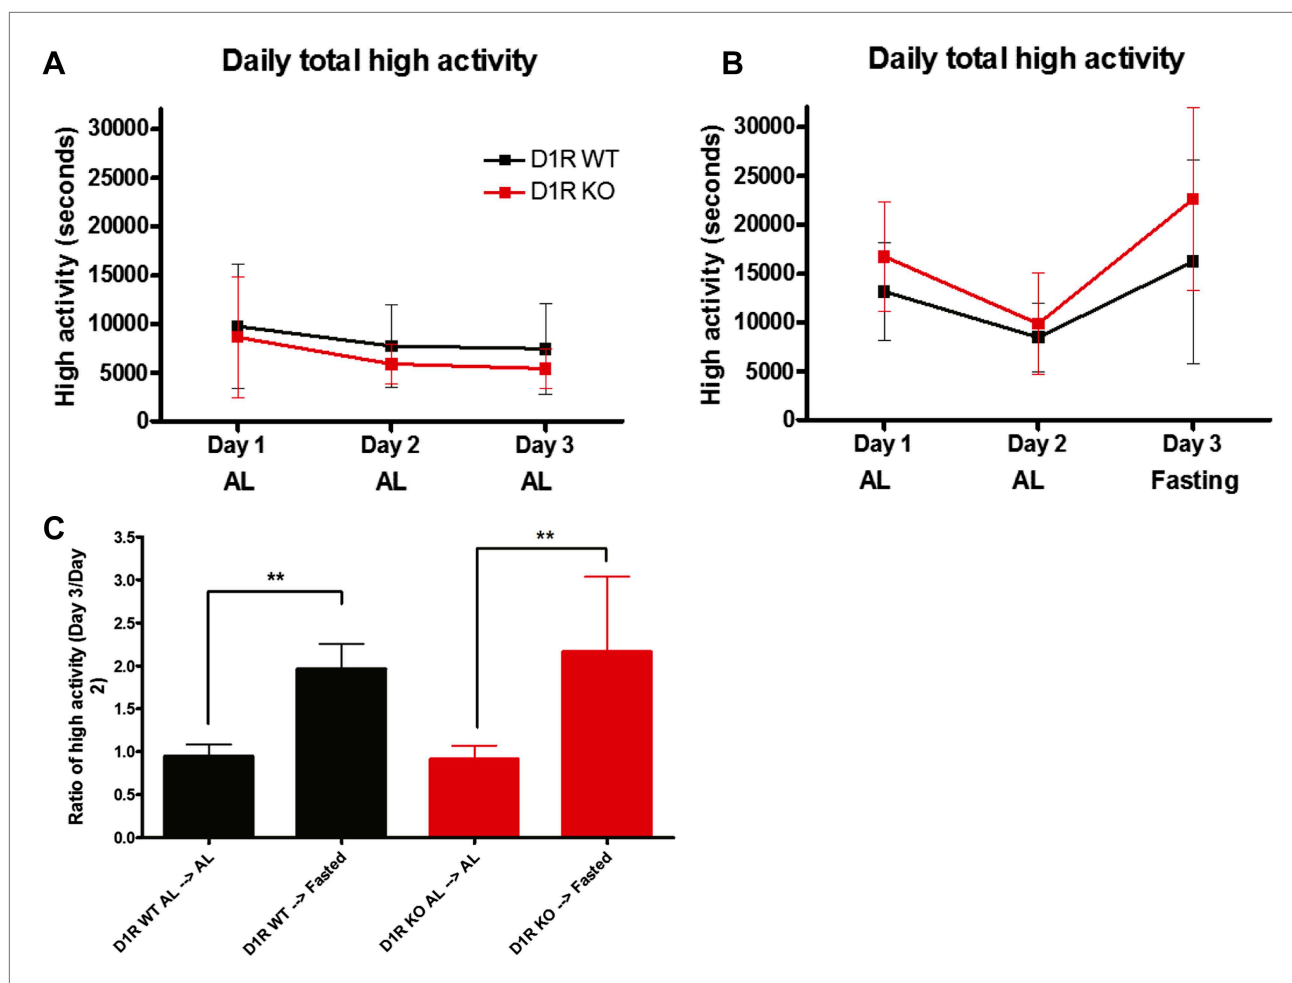 A
Daily total high activity
High activity (seconds)
30000
25000
20000
15000
10000
5000
0
D1R WT
D1R KO
Day 1
Day 2
Day 3
AL
AL
AL
B
Daily total high activity
High activity (seconds)
30000
25000
20000
15000
10000
5000
0
Day 1
Day 2
Day 3
AL
AL
Fasting
C
Ratio of high activity (Day 3/Day
2)
3.5
3.0
2.5
2.0
1.5
1.0
0.5
0.0
**
**
D1R WT AL --> AL
D1R WT --> Fasted
D1R KO AL --> AL
D1R KO --> Fasted